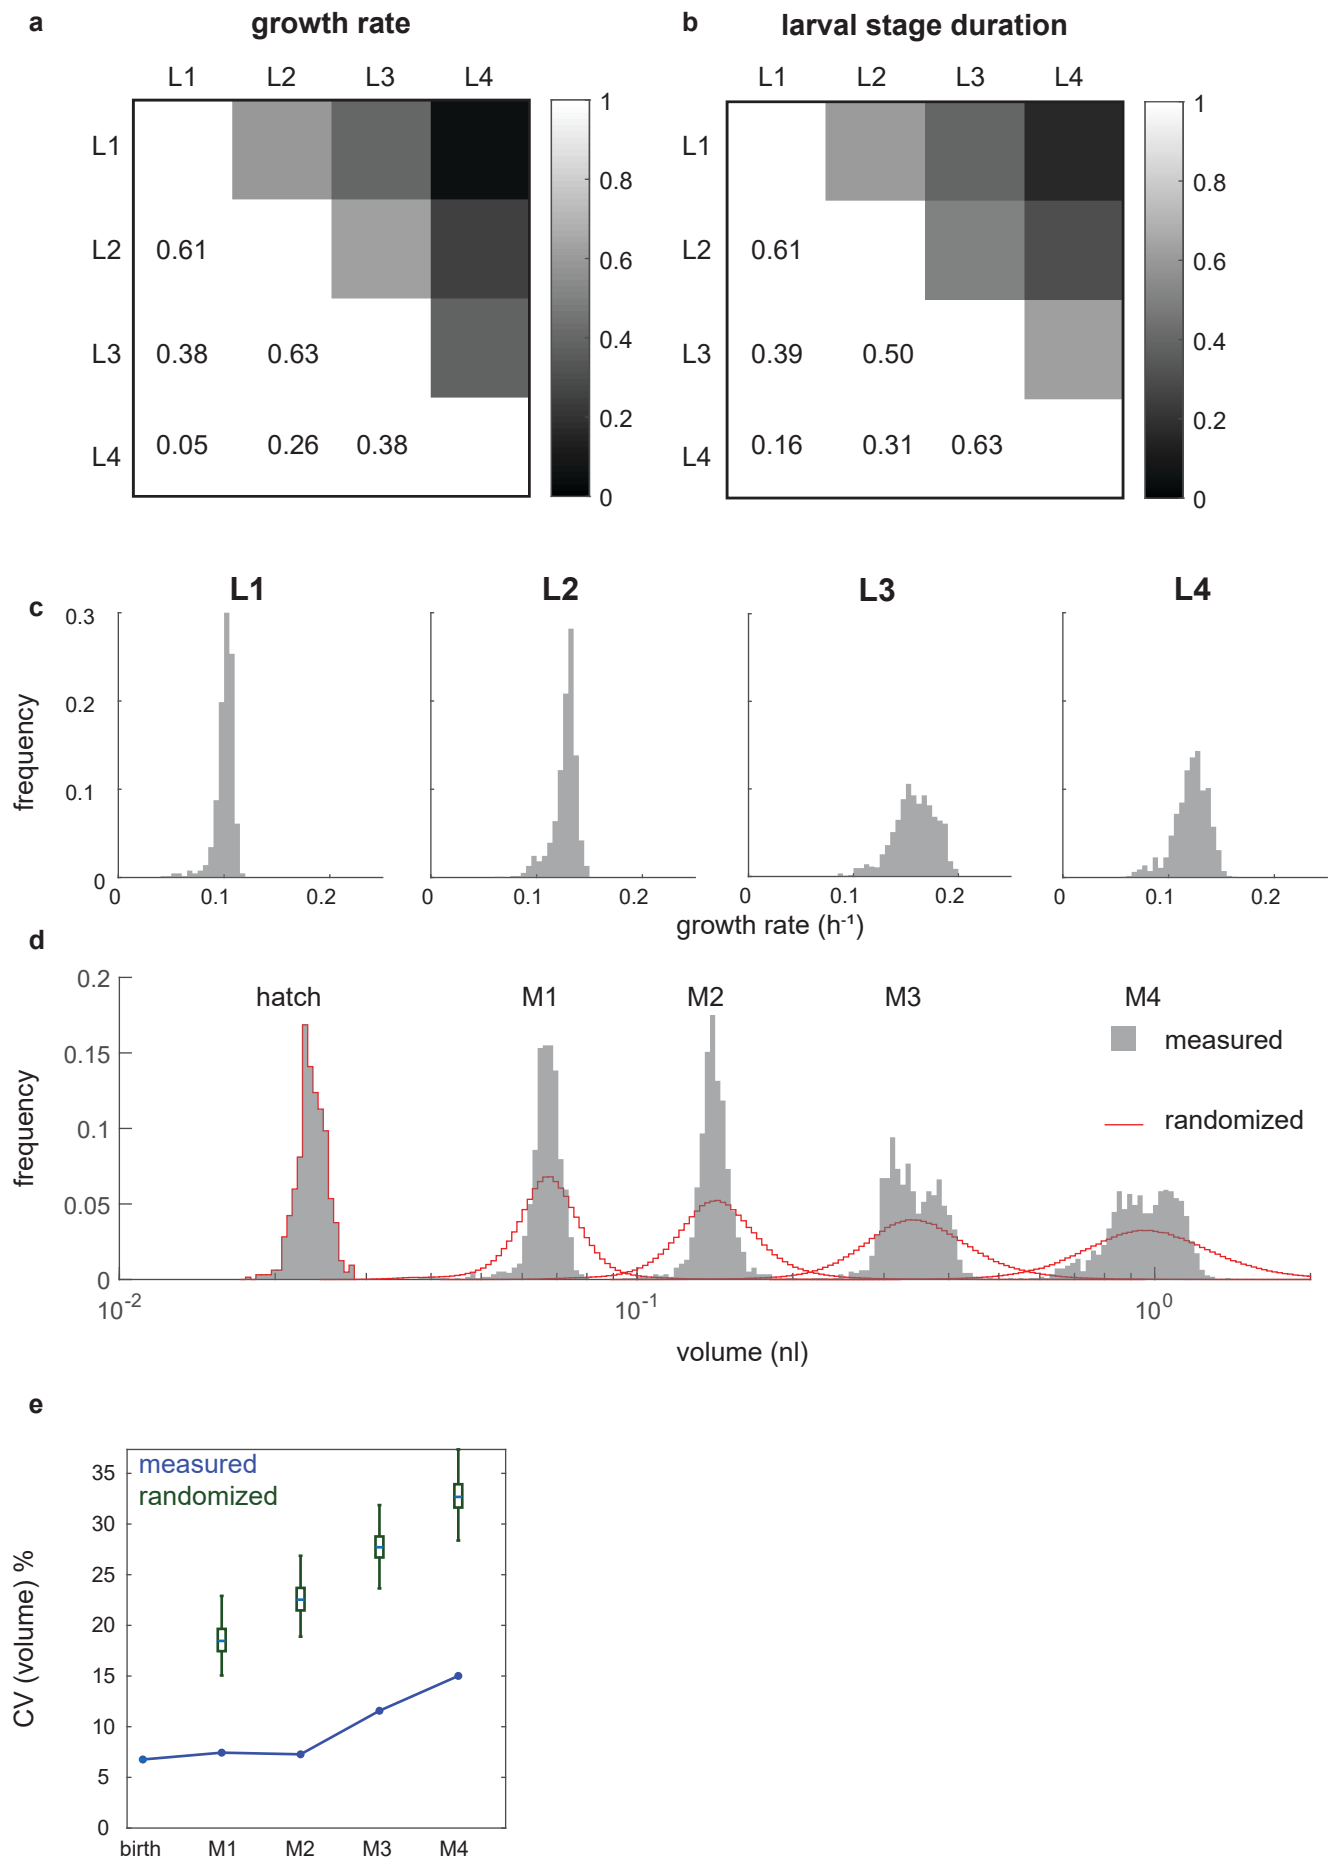 a growth rate
L1 L2 L3 L4
L1
L2 0.61
L3 0.38 0.63
L4 0.05 0.26 0.38
1
0.8
0.6
0.4
0.2
0
b larval stage duration
L1 L2 L3 L4
L1
L2 0.61
L3 0.39 0.50
L4 0.16 0.31 0.63
1
0.8
0.6
0.4
0.2
0
c L1 L2 L3 L4
frequency
0.3
0.2
0.1
0
0 0.1 0.2
0 0.1 0.2
0 0.1 0.2
0 0.1 0.2
growth rate (h⁻¹)
d
frequency
0.2
0.15
0.1
0.05
0
hatch M1 M2 M3 M4
measured
randomized
10⁻² 10⁻¹ 10⁰
volume (nl)
e
measured
randomized
CV (volume) %
35
30
25
20
15
10
5
0
birth M1 M2 M3 M4